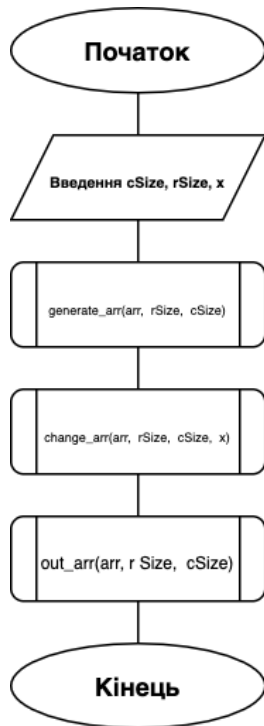 Початок
Введення cSize, rSize, x
generate_arr(arr, rSize, cSize)
change_arr(arr, rSize, cSize, x)
out_arr(arr, r Size, cSize)
Кінець